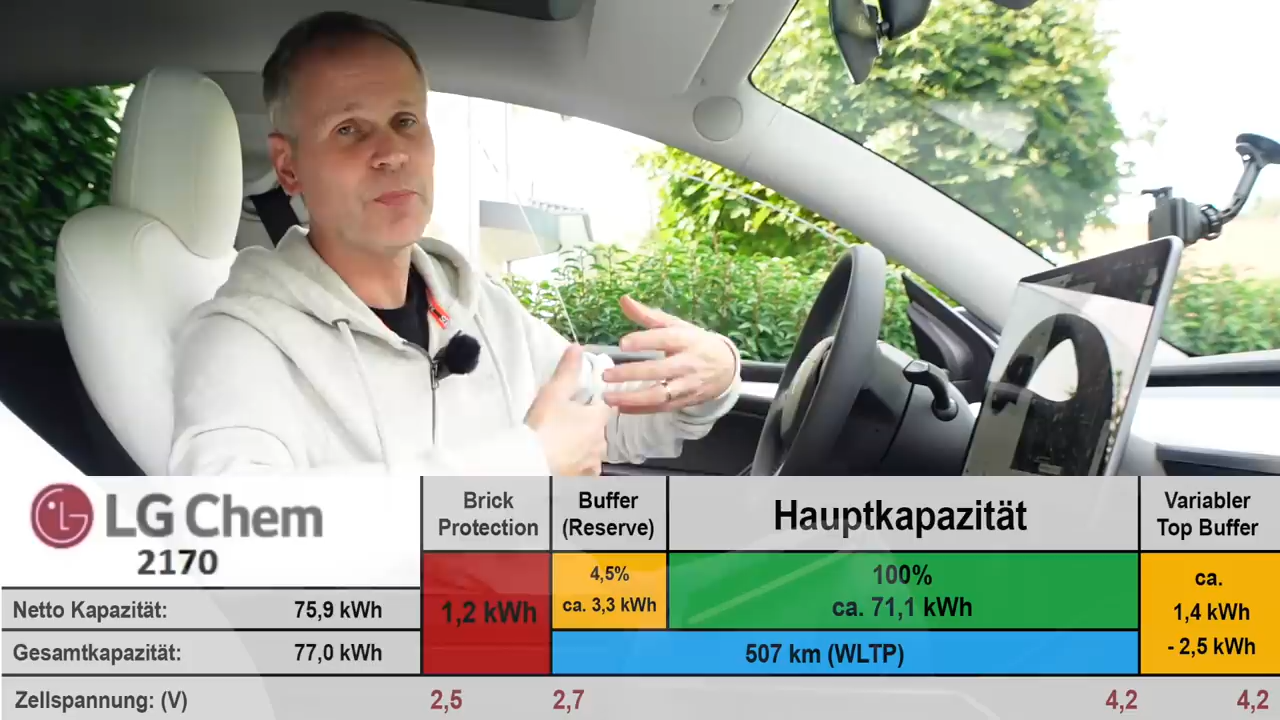 LG Chem
2170
Brick
Protection
Buffer
(Reserve)
Hauptkapazität
Variabler
Top Buffer
4,5%
ca. 3,3 kWh
100%
ca. 71,1 kWh
ca.
1,4 kWh
- 2,5 kWh
1,2 kWh
Netto Kapazität: 75,9 kWh
Gesamtkapazität: 77,0 kWh
507 km (WLTP)
Zellspannung: (V) 2,5 2,7 4,2 4,2